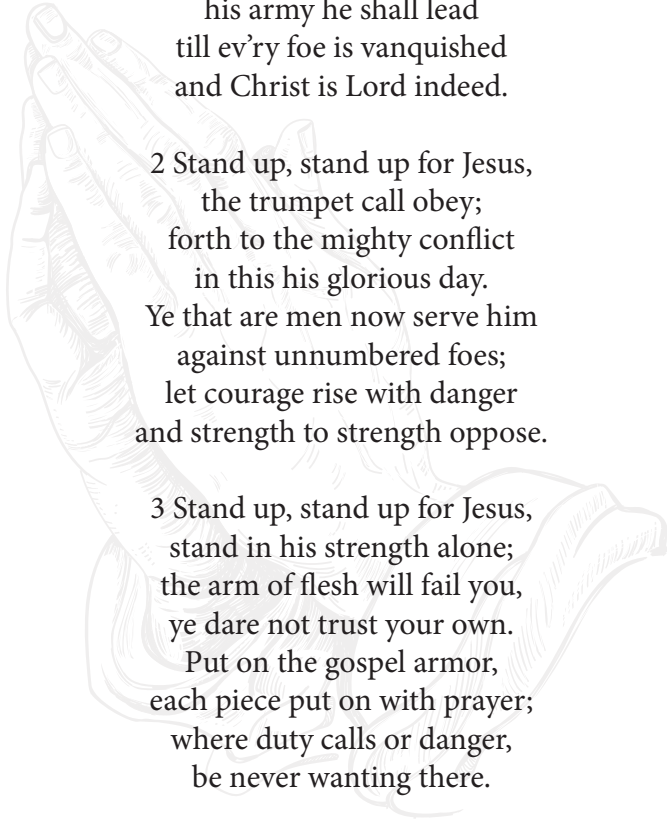 his army he shall lead
till ev’ry foe is vanquished
and Christ is Lord indeed.
2 Stand up, stand up for Jesus,
the trumpet call obey;
forth to the mighty conflict
in this his glorious day.
Ye that are men now serve him
against unnumbered foes;
let courage rise with danger
and strength to strength oppose.
3 Stand up, stand up for Jesus,
stand in his strength alone;
the arm of flesh will fail you,
ye dare not trust your own.
Put on the gospel armor,
each piece put on with prayer;
where duty calls or danger,
be never wanting there.